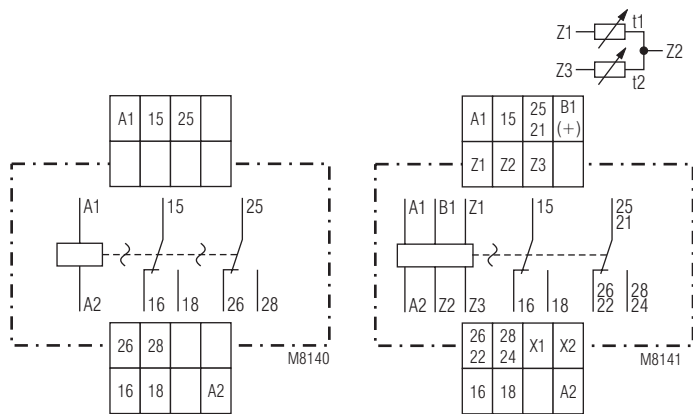 Z1 t1
Z2
Z3 t2
A1 15 25
A1 15 25
A2 16 18 26 28
26 28
16 18 A2
M8140
A1 15 25 B1
21 (+)
Z1 Z2 Z3
A1 B1 Z1 15 25
21
A2 Z2 Z3 16 18 26 28
22 24
26 28 X1 X2
22 24
16 18 A2
M8141